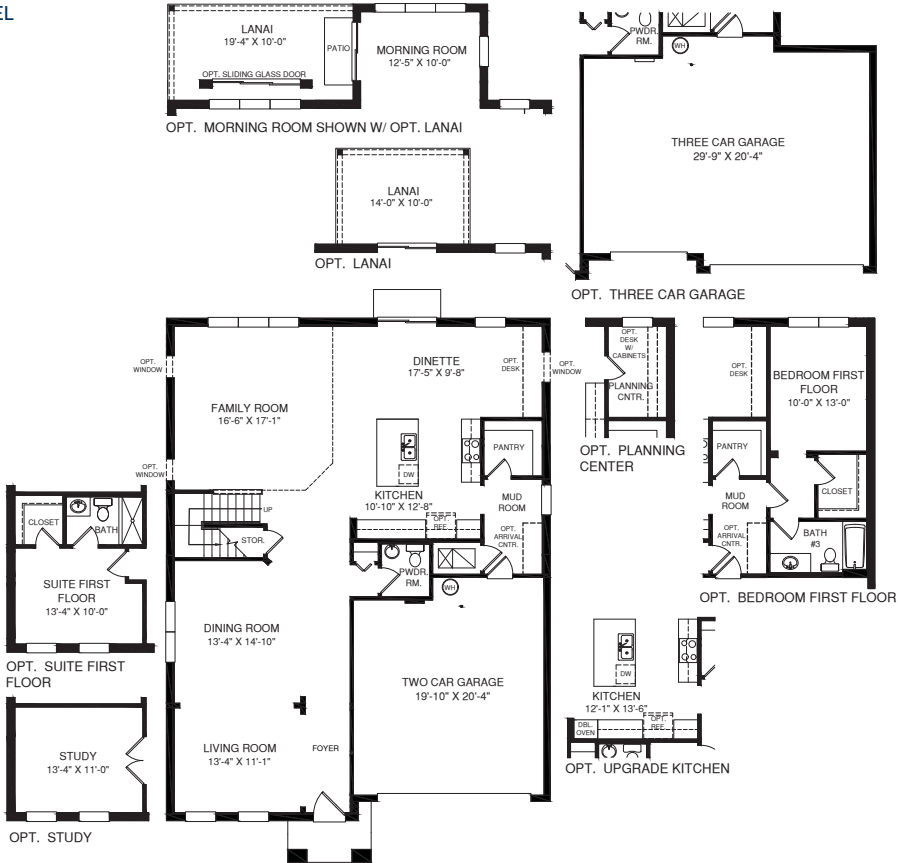 EL
LANAI
19'-4" X 10'-0"
PATIO
MORNING ROOM
12'-5" X 10'-0"
OPT. SLIDING GLASS DOOR
OPT. MORNING ROOM SHOWN W/ OPT. LANAI
LANAI
14'-0" X 10'-0"
OPT. LANAI
PWDR.
RM.
WH
THREE CAR GARAGE
29'-9" X 20'-4"
OPT. THREE CAR GARAGE
OPT.
WINDOW
FAMILY ROOM
16'-6" X 17'-1"
OPT.
WINDOW
DINETTE
17'-5" X 9'-8"
OPT.
DESK
OPT.
WINDOW
DW
PANTRY
KITCHEN
10'-10" X 12'-8"
OPT.
REF.
MUD
ROOM
OPT.
ARRIVAL
CNTR.
UP
STOR.
PWDR.
RM.
WH
DINING ROOM
13'-4" X 14'-10"
TWO CAR GARAGE
19'-10" X 20'-4"
LIVING ROOM
13'-4" X 11'-1"
FOYER
CLOSET
BATH
SUITE FIRST
FLOOR
13'-4" X 10'-0"
OPT. SUITE FIRST
FLOOR
STUDY
13'-4" X 11'-0"
OPT. STUDY
OPT.
DESK
W/
CABINETS
PLANNING
CNTR.
OPT. PLANNING
CENTER
OPT.
DESK
BEDROOM FIRST
FLOOR
10'-0" X 13'-0"
PANTRY
MUD
ROOM
CLOSET
OPT.
ARRIVAL
CNTR.
BATH
#3
OPT. BEDROOM FIRST FLOOR
DW
KITCHEN
12'-1" X 13'-6"
DBL.
OVEN
OPT.
REF.
OPT. UPGRADE KITCHEN